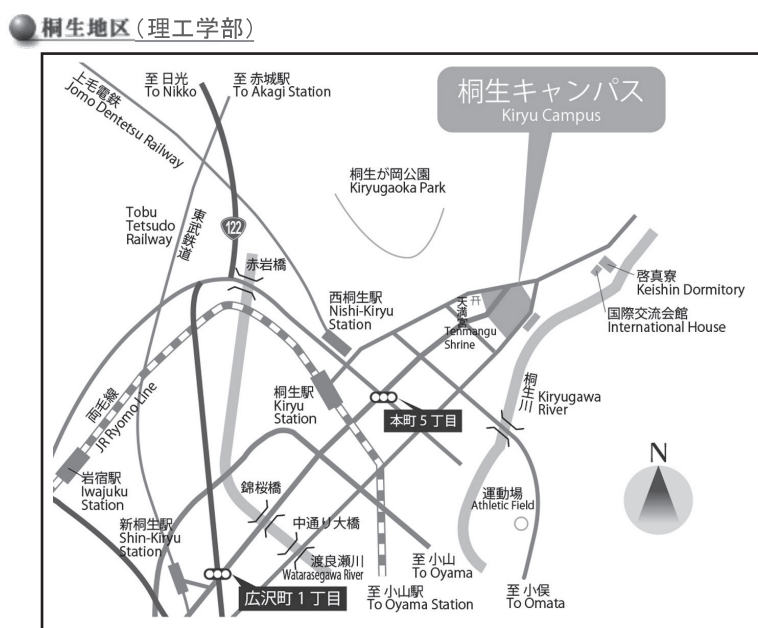 桐生地区(理工学部)
至 日光
To Nikko
至 赤城駅
To Akagi Station
上毛電鉄
Jomo Dentetsu Railway
桐生キャンパス
Kiryu Campus
桐生が岡公園
Kiryugaoka Park
Tobu
Tetsudo
Railway
東武鉄道
122
赤岩橋
西桐生駅
Nishi-Kiryu
Station
天満宮
Tenmangu
Shrine
啓真寮
Keishin Dormitory
国際交流会館
International House
桐生川
Kiryugawa
River
両毛線
JR Ryomo Line
桐生駅
Kiryu
Station
本町5丁目
N
岩宿駅
Iwajuku
Station
錦桜橋
運動場
Athletic Field
新桐生駅
Shin-Kiryu
Station
中通り大橋
渡良瀬川
Watarasegawa River
広沢町1丁目
至 小山
To Oyama
至 小山駅
To Oyama Station
至 小俣
To Omata